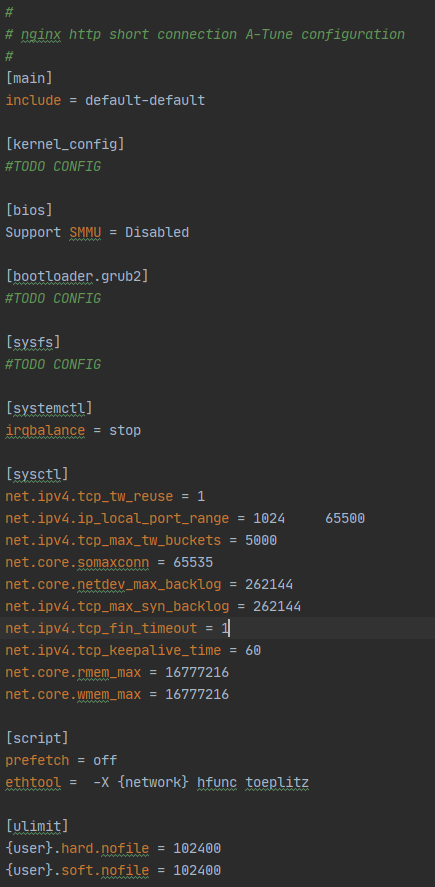 #
# nginx http short connection A-Tune configuration
#
[main]
include = default-default
[kernel_config]
#TODO CONFIG
[bios]
Support SMMU = Disabled
[bootloader.grub2]
#TODO CONFIG
[sysfs]
#TODO CONFIG
[systemctl]
irqbalance = stop
[sysctl]
net.ipv4.tcp_tw_reuse = 1
net.ipv4.ip_local_port_range = 1024     65500
net.ipv4.tcp_max_tw_buckets = 5000
net.core.somaxconn = 65535
net.core.netdev_max_backlog = 262144
net.ipv4.tcp_max_syn_backlog = 262144
net.ipv4.tcp_fin_timeout = 1
net.ipv4.tcp_keepalive_time = 60
net.core.rmem_max = 16777216
net.core.wmem_max = 16777216
[script]
prefetch = off
ethtool =  -X {network} hfunc toeplitz
[ulimit]
{user}.hard.nofile = 102400
{user}.soft.nofile = 102400